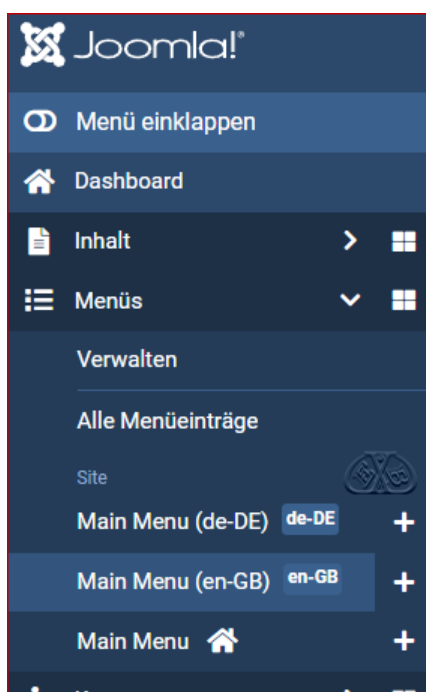 Joomla!®
Menü einklappen
Dashboard
Inhalt
Menüs
Verwalten
Alle Menüeinträge
Site
Main Menu (de-DE) de-DE
Main Menu (en-GB) en-GB
Main Menu